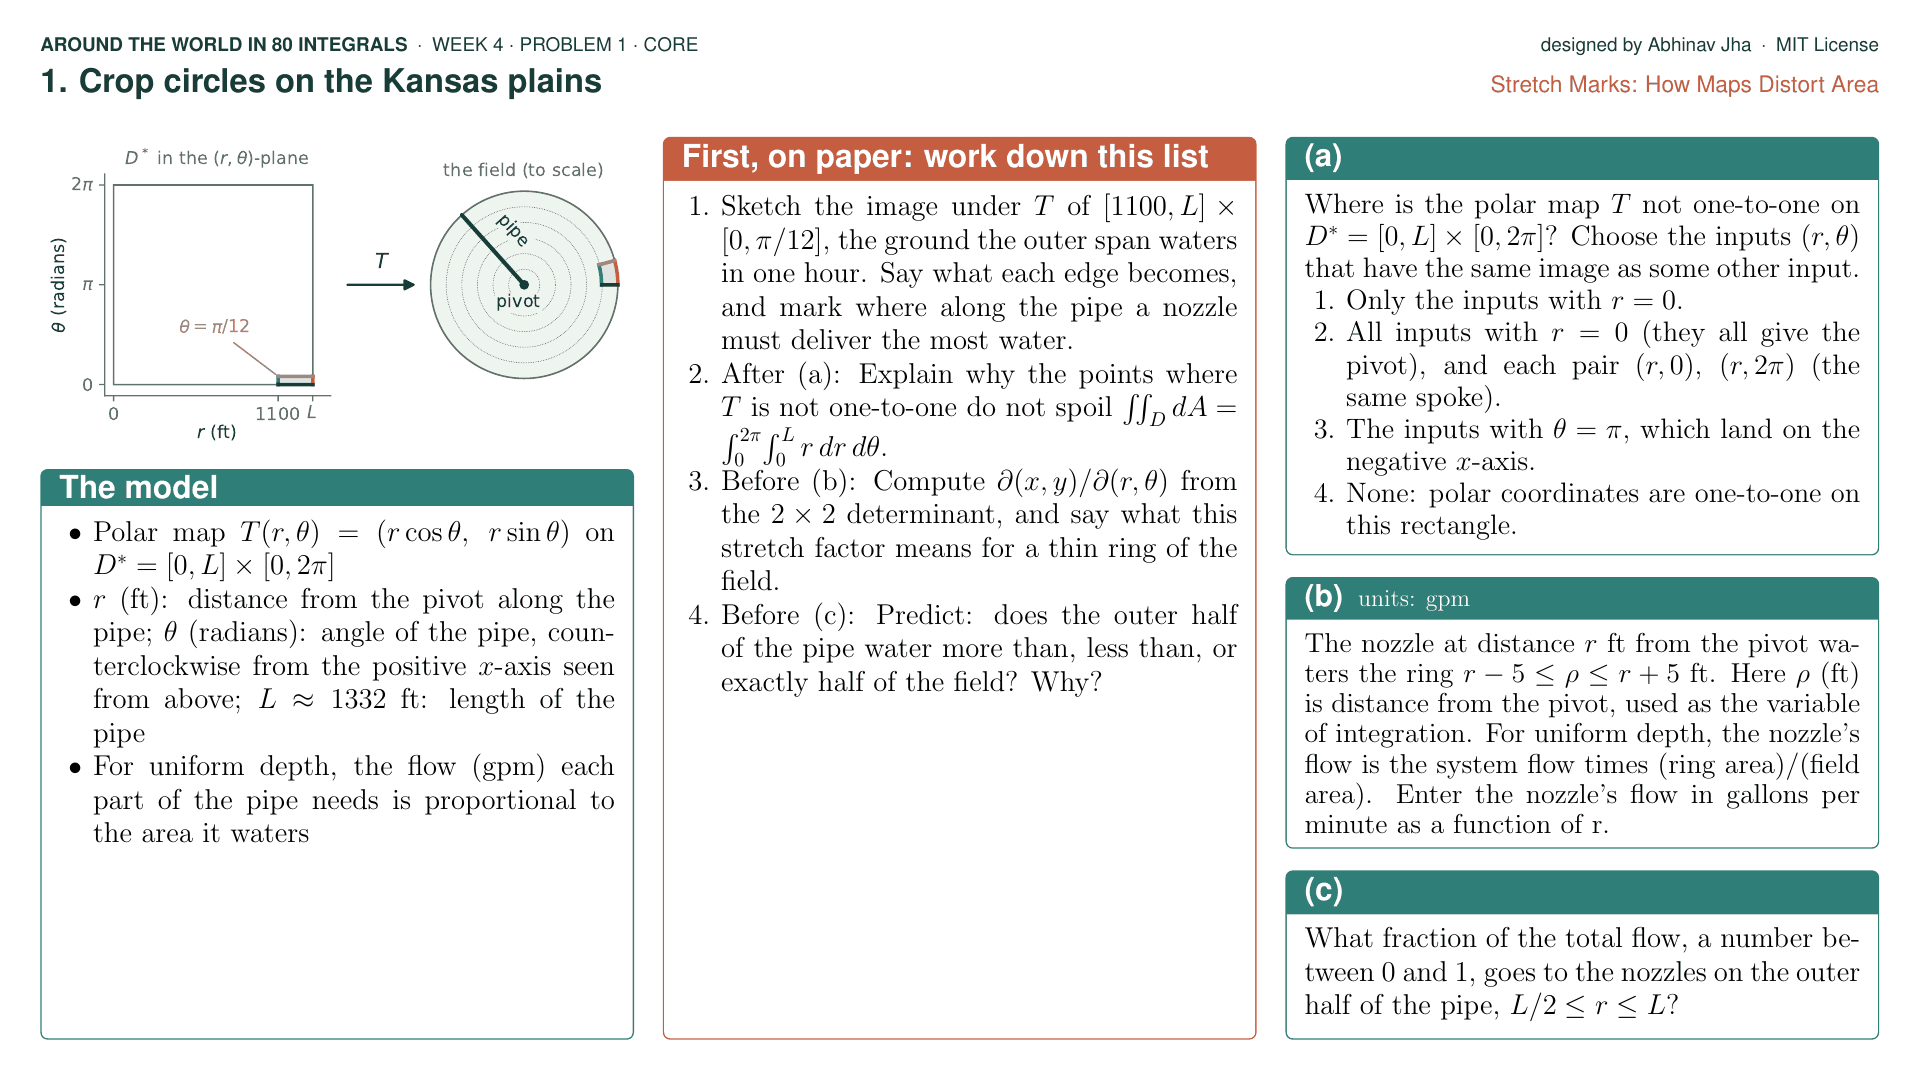 AROUND THE WORLD IN 80 INTEGRALS · WEEK 4 · PROBLEM 1 · CORE
designed by Abhinav Jha · MIT License
1. Crop circles on the Kansas plains
Stretch Marks: How Maps Distort Area
D* in the (r, θ)-plane
2π
π
0
θ (radians)
θ = π/12
0
1100 L
r (ft)
T
the field (to scale)
pipe
pivot
The model
• Polar map T(r, θ) = (r cos θ, r sin θ) on
D* = [0, L] × [0, 2π]
• r (ft): distance from the pivot along the
pipe; θ (radians): angle of the pipe, coun-
terclockwise from the positive x-axis seen
from above; L ≈ 1332 ft: length of the
pipe
• For uniform depth, the flow (gpm) each
part of the pipe needs is proportional to
the area it waters
First, on paper: work down this list
1. Sketch the image under T of [1100, L] ×
[0, π/12], the ground the outer span waters
in one hour. Say what each edge becomes,
and mark where along the pipe a nozzle
must deliver the most water.
2. After (a): Explain why the points where
T is not one-to-one do not spoil ∬_D dA =
∫_0^{2π} ∫_0^L r dr dθ.
3. Before (b): Compute ∂(x, y)/∂(r, θ) from
the 2 × 2 determinant, and say what this
stretch factor means for a thin ring of the
field.
4. Before (c): Predict: does the outer half
of the pipe water more than, less than, or
exactly half of the field? Why?
(a)
Where is the polar map T not one-to-one on
D* = [0, L] × [0, 2π]? Choose the inputs (r, θ)
that have the same image as some other input.
1. Only the inputs with r = 0.
2. All inputs with r = 0 (they all give the
pivot), and each pair (r, 0), (r, 2π) (the
same spoke).
3. The inputs with θ = π, which land on the
negative x-axis.
4. None: polar coordinates are one-to-one on
this rectangle.
(b) units: gpm
The nozzle at distance r ft from the pivot wa-
ters the ring r − 5 ≤ ρ ≤ r + 5 ft. Here ρ (ft)
is distance from the pivot, used as the variable
of integration. For uniform depth, the nozzle's
flow is the system flow times (ring area)/(field
area). Enter the nozzle's flow in gallons per
minute as a function of r.
(c)
What fraction of the total flow, a number be-
tween 0 and 1, goes to the nozzles on the outer
half of the pipe, L/2 ≤ r ≤ L?